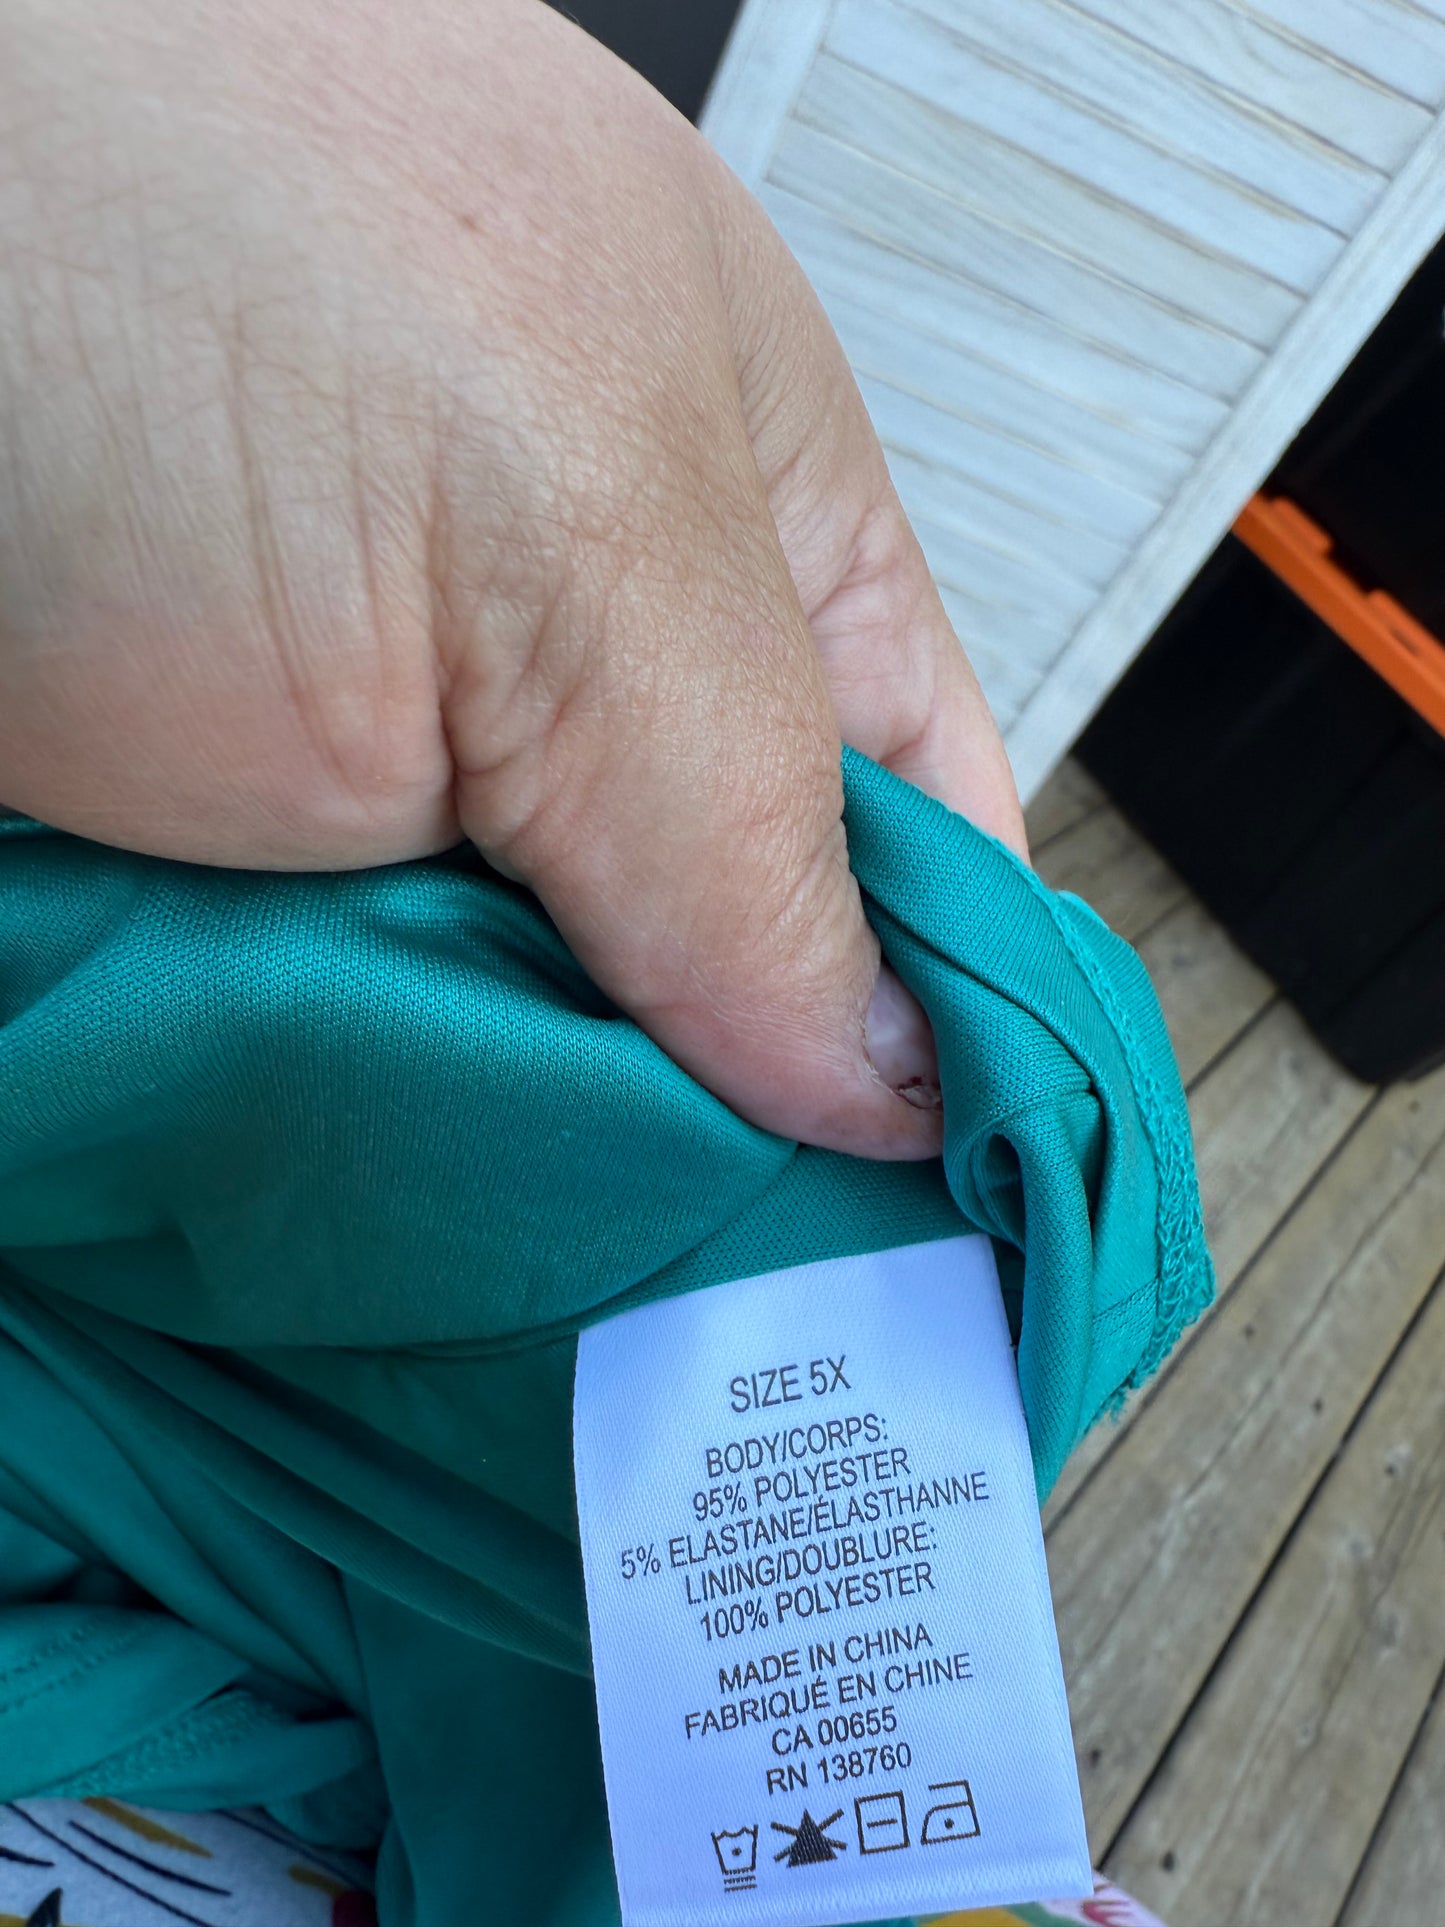 SIZE 5X
BODY/CORPS:
95% POLYESTER
5% ELASTANE/ÉLASTHANNE
LINING/DOUBLURE:
100% POLYESTER
MADE IN CHINA
FABRIQUÉ EN CHINE
CA 00655
RN 138760